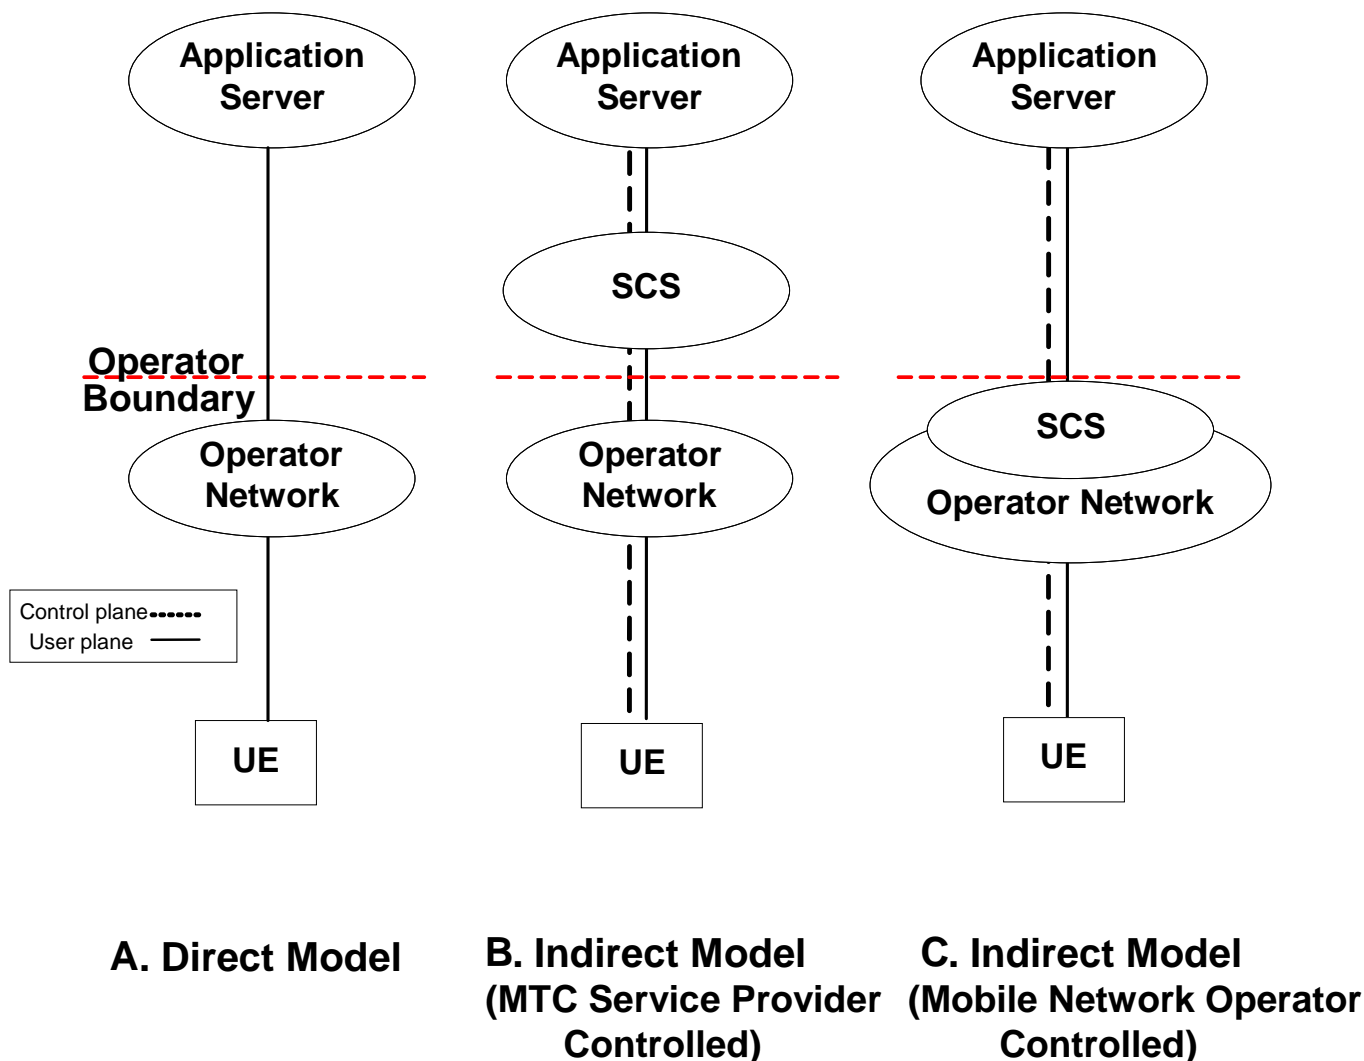 Application
Server
Application
Server
Application
Server
SCS
Operator
Boundary
SCS
Operator
Network
Operator
Network
Operator Network
Control plane
User plane
UE
UE
UE
A. Direct Model
B. Indirect Model
(MTC Service Provider
Controlled)
C. Indirect Model
(Mobile Network Operator
Controlled)